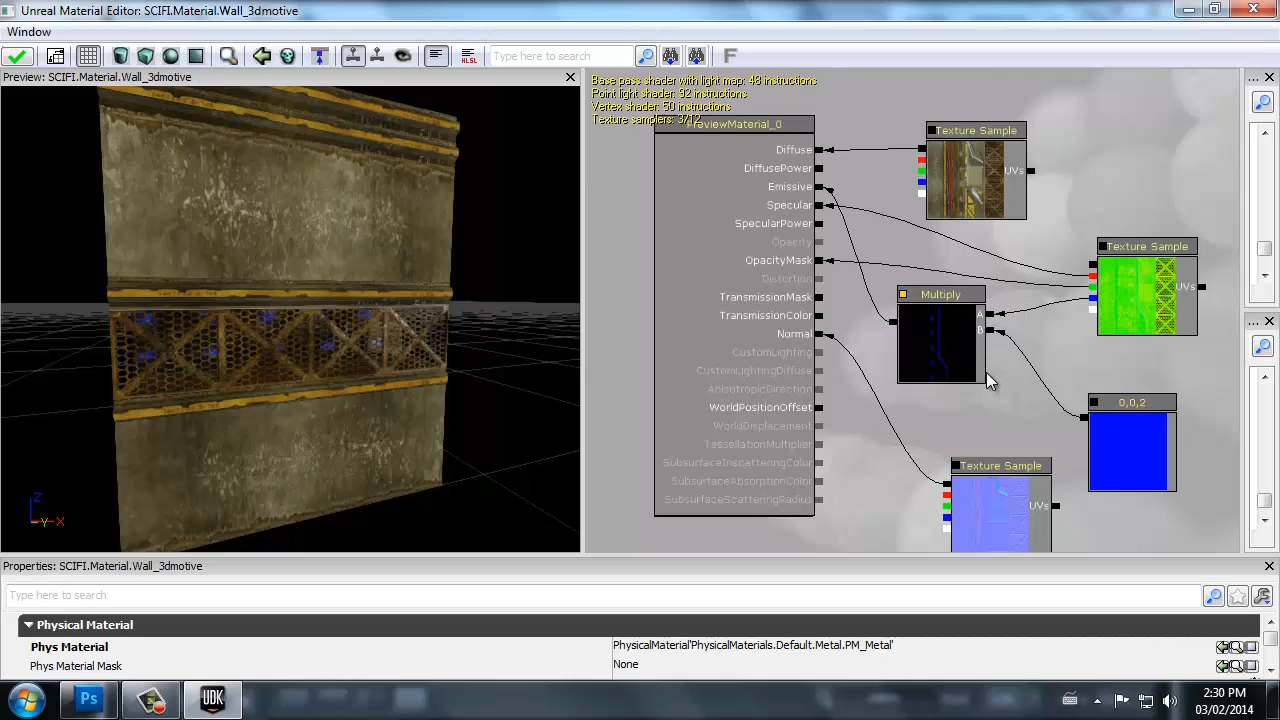 Unreal Material Editor: SCIFI.Material.Wall_3dmotive
Window
HLSL
Type here to search
F
Preview: SCIFI.Material.Wall_3dmotive
Base pass shader with light map: 48 instructions
Point light shader: 92 instructions
Vertex shader: 50 instructions
Texture samplers: 3/12
PreviewMaterial_0
Diffuse
DiffusePower
Emissive
Specular
SpecularPower
Opacity
OpacityMask
Distortion
TransmissionMask
TransmissionColor
Normal
CustomLighting
CustomLightingDiffuse
AnisotropicDirection
WorldPositionOffset
WorldDisplacement
TessellationMultiplier
SubsurfaceInscatteringColor
SubsurfaceAbsorptionColor
SubsurfaceScatteringRadius
Texture Sample
UVs
Texture Sample
UVs
Multiply
A
B
0,0,2
Texture Sample
UVs
Z
Y
X
Properties: SCIFI.Material.Wall_3dmotive
Type here to search
Physical Material
Phys Material
PhysicalMaterial'PhysicalMaterials.Default.Metal.PM_Metal'
Phys Material Mask
None
Ps
UDK
2:30 PM
03/02/2014